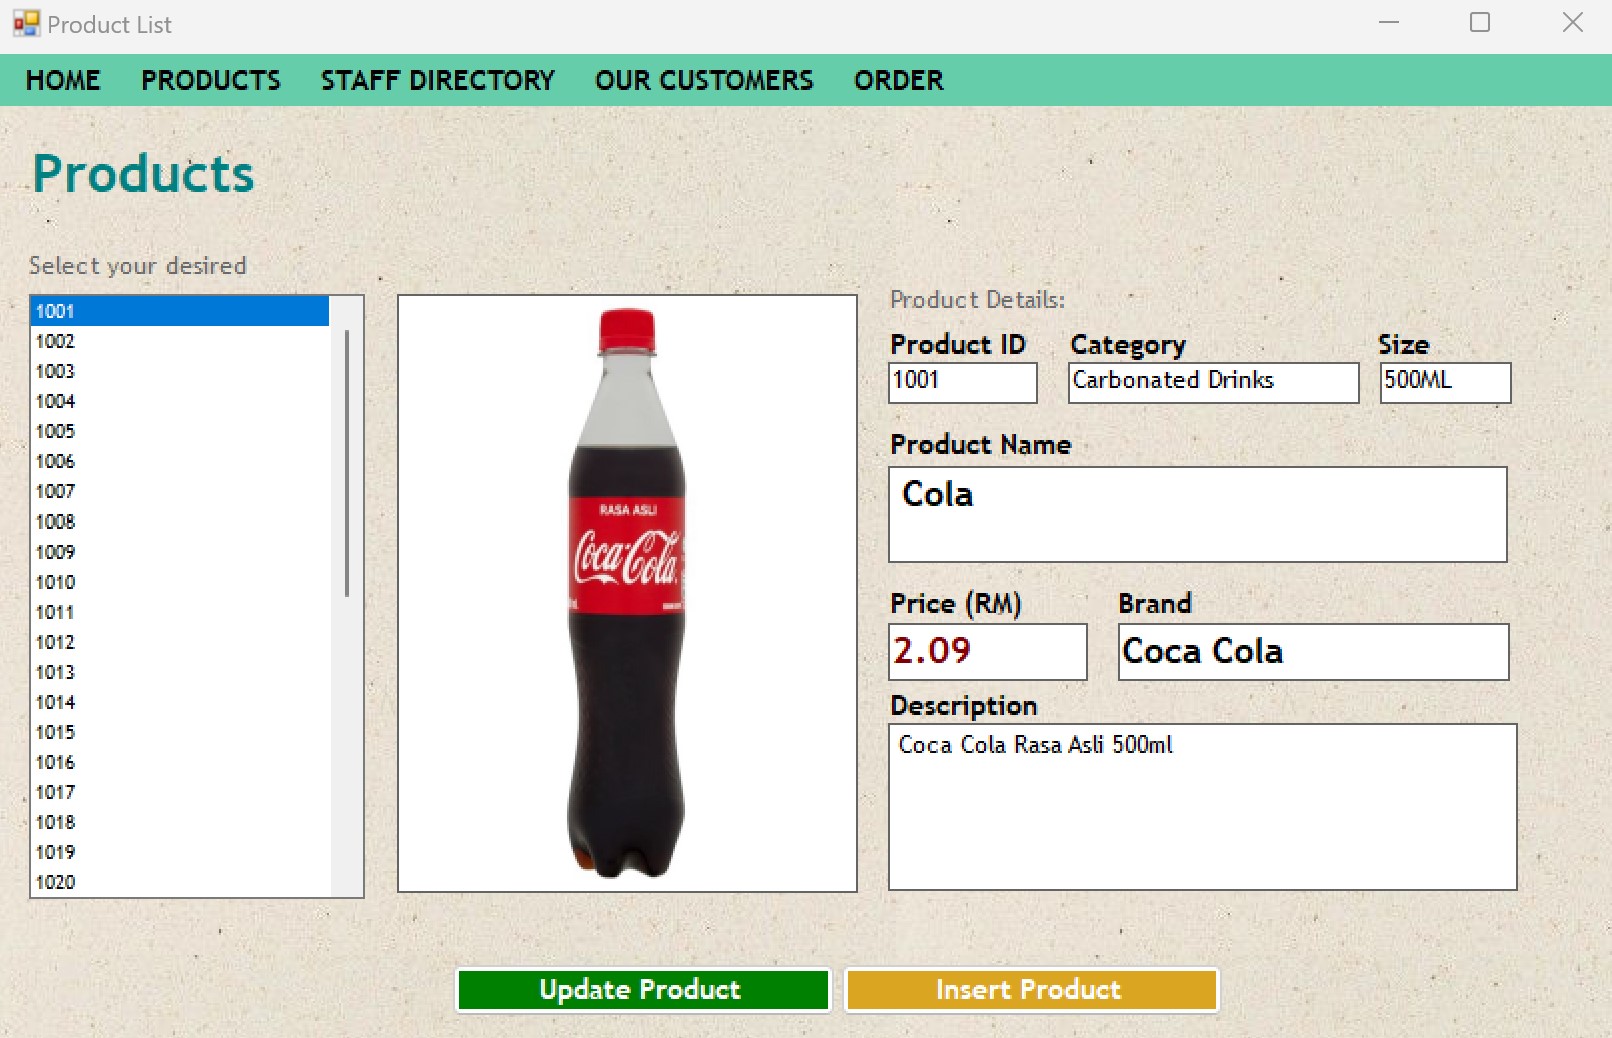 Product List
HOME PRODUCTS STAFF DIRECTORY OUR CUSTOMERS ORDER
Products
Select your desired
1001
1002
1003
1004
1005
1006
1007
1008
1009
1010
1011
1012
1013
1014
1015
1016
1017
1018
1019
1020
RASA ASLI
Coca-Cola
Product Details:
Product ID Category Size
1001 Carbonated Drinks 500ML
Product Name
Cola
Price (RM) Brand
2.09 Coca Cola
Description
Coca Cola Rasa Asli 500ml
Update Product Insert Product